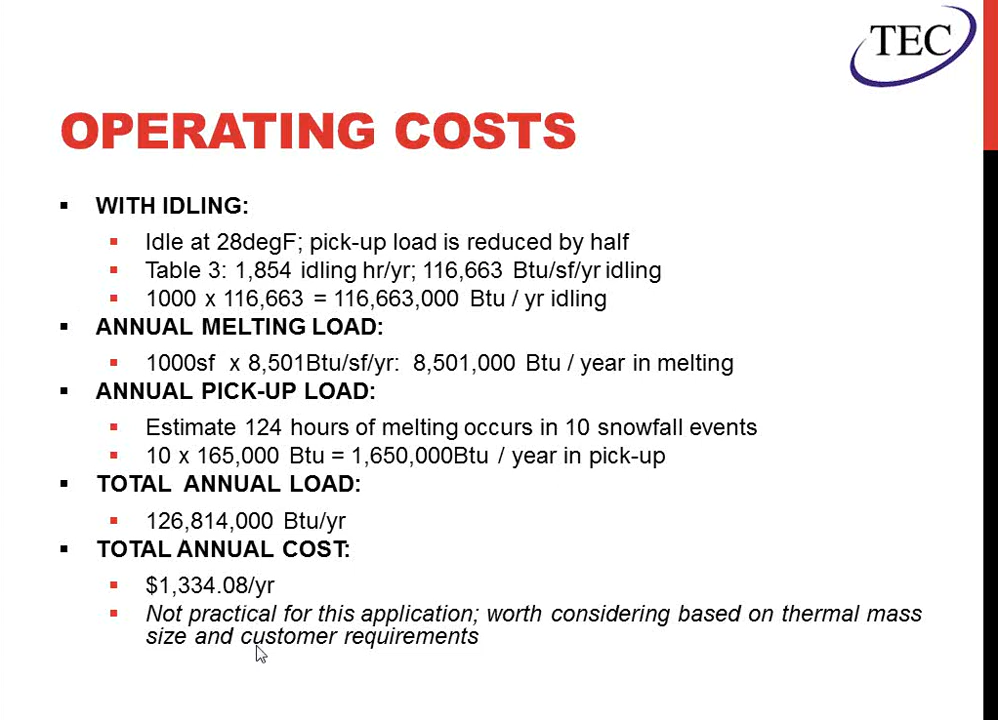 TEC
OPERATING COSTS
▪ WITH IDLING:
▪ Idle at 28degF; pick-up load is reduced by half
▪ Table 3: 1,854 idling hr/yr; 116,663 Btu/sf/yr idling
▪ 1000 x 116,663 = 116,663,000 Btu / yr idling
▪ ANNUAL MELTING LOAD:
▪ 1000sf x 8,501Btu/sf/yr: 8,501,000 Btu / year in melting
▪ ANNUAL PICK-UP LOAD:
▪ Estimate 124 hours of melting occurs in 10 snowfall events
▪ 10 x 165,000 Btu = 1,650,000Btu / year in pick-up
▪ TOTAL ANNUAL LOAD:
▪ 126,814,000 Btu/yr
▪ TOTAL ANNUAL COST:
▪ $1,334.08/yr
▪ Not practical for this application; worth considering based on thermal mass
size and customer requirements